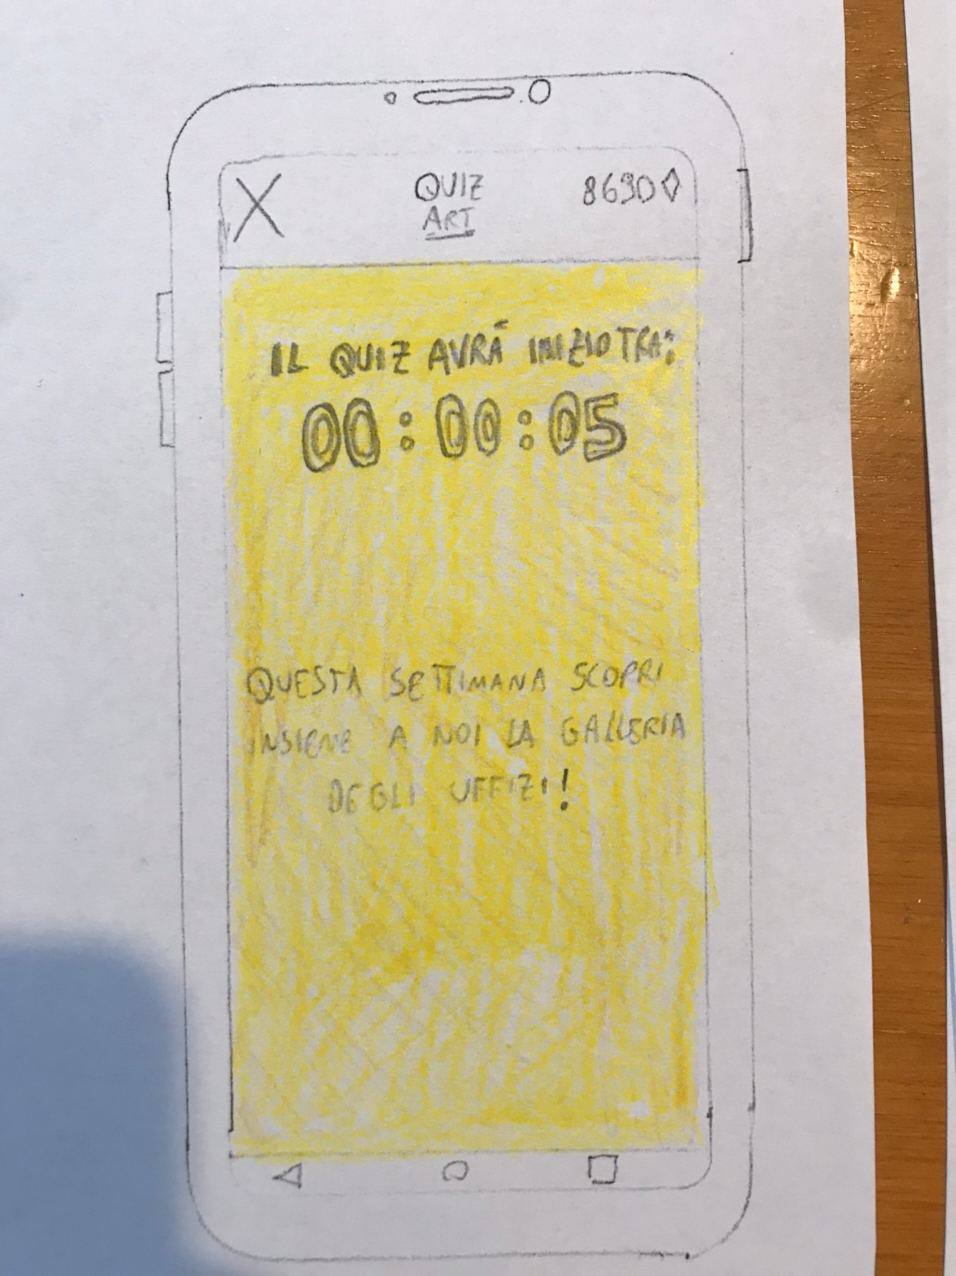 X
QUIZ
ART
8690◊
IL QUIZ AVRÁ INIZIO TRA:
00:00:05
QUESTA SETTIMANA SCOPRI
INSIEME A NOI LA GALLERIA
DEGLI UFFIZI!